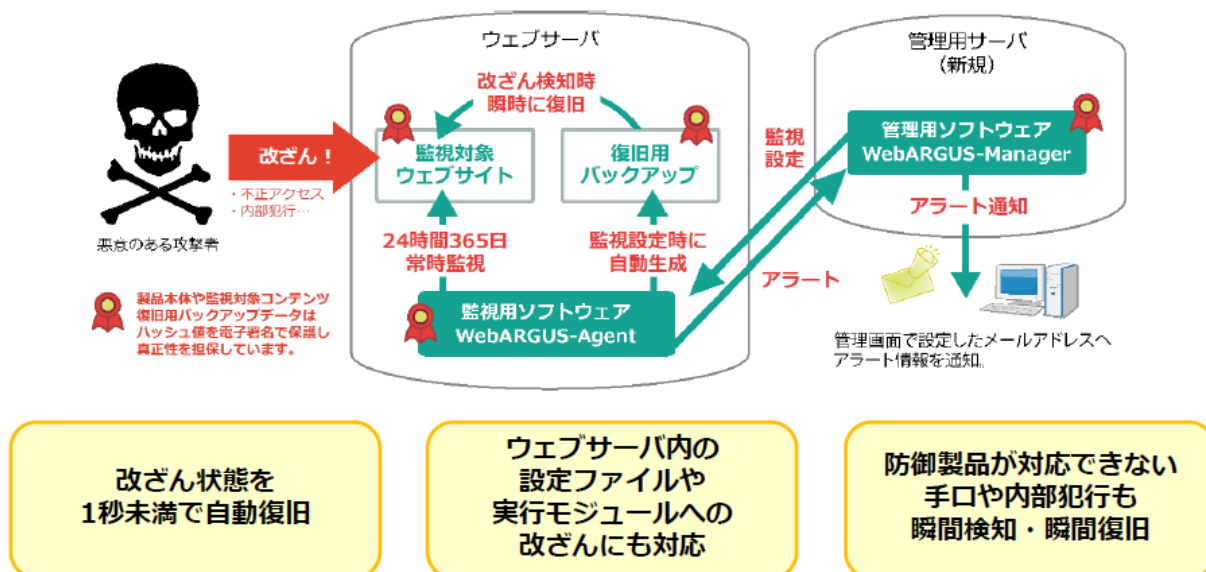 ウェブサーバ
管理用サーバ
（新規）
改ざん検知時
瞬時に復旧
改ざん！
・不正アクセス
・内部犯行…
悪意のある攻撃者
監視対象
ウェブサイト
復旧用
バックアップ
監視
設定
管理用ソフトウェア
WebARGUS-Manager
アラート通知
24時間365日
常時監視
監視設定時に
自動生成
アラート
監視用ソフトウェア
WebARGUS-Agent
製品本体や監視対象コンテンツ
復旧用バックアップデータは
ハッシュ値を電子署名で保護し
真正性を担保しています。
管理画面で設定したメールアドレスへ
アラート情報を通知。
改ざん状態を
1秒未満で自動復旧
ウェブサーバ内の
設定ファイルや
実行モジュールへの
改ざんにも対応
防御製品が対応できない
手口や内部犯行も
瞬間検知・瞬間復旧